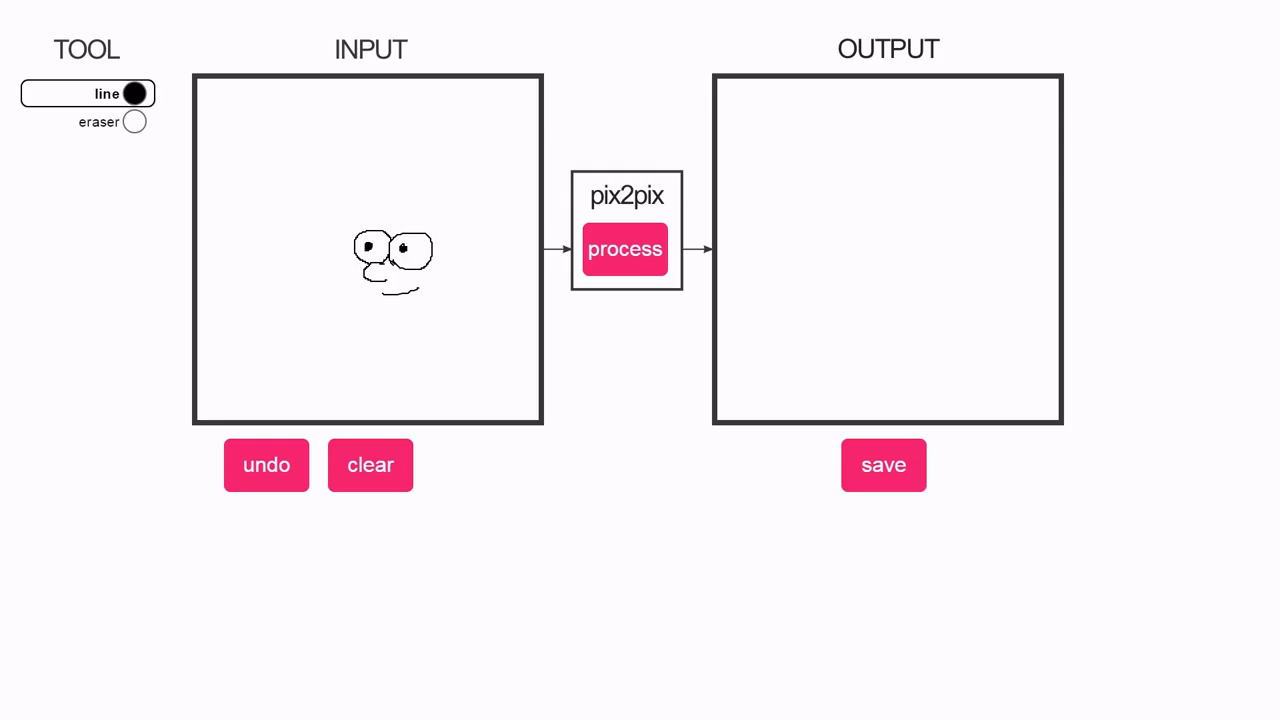 TOOL
INPUT
OUTPUT
line
eraser
pix2pix
process
undo
clear
save